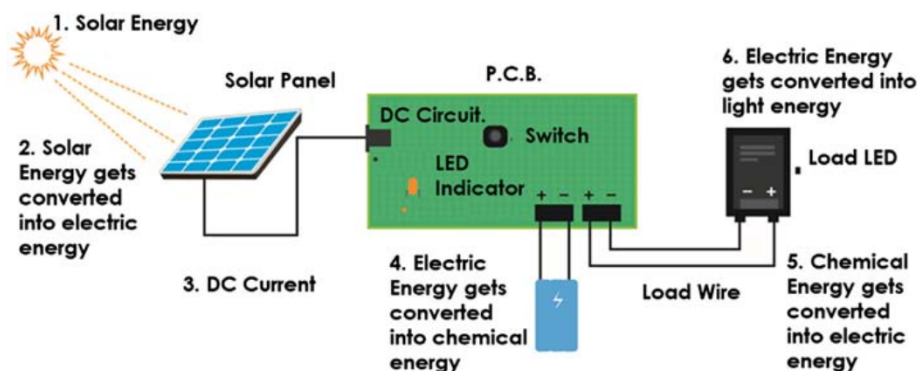 1. Solar Energy
Solar Panel
2. Solar
Energy gets
converted
into electric
energy
3. DC Current
P.C.B.
DC Circuit.
Switch
LED
Indicator
+ − + −
4. Electric
Energy gets
converted
into chemical
energy
Load Wire
6. Electric Energy
gets converted into
light energy
Load LED
− +
5. Chemical
Energy gets
converted
into electric
energy